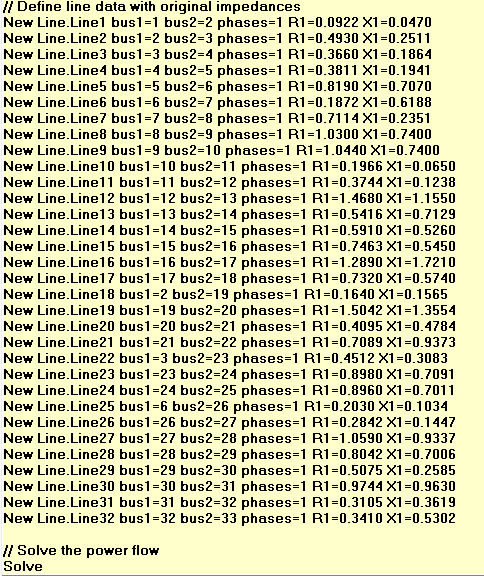 // Define line data with original impedances
New Line.Line1 bus1=1 bus2=2 phases=1 R1=0.0922 X1=0.0470
New Line.Line2 bus1=2 bus2=3 phases=1 R1=0.4930 X1=0.2511
New Line.Line3 bus1=3 bus2=4 phases=1 R1=0.3660 X1=0.1864
New Line.Line4 bus1=4 bus2=5 phases=1 R1=0.3811 X1=0.1941
New Line.Line5 bus1=5 bus2=6 phases=1 R1=0.8190 X1=0.7070
New Line.Line6 bus1=6 bus2=7 phases=1 R1=0.1872 X1=0.6188
New Line.Line7 bus1=7 bus2=8 phases=1 R1=0.7114 X1=0.2351
New Line.Line8 bus1=8 bus2=9 phases=1 R1=1.0300 X1=0.7400
New Line.Line9 bus1=9 bus2=10 phases=1 R1=1.0440 X1=0.7400
New Line.Line10 bus1=10 bus2=11 phases=1 R1=0.1966 X1=0.0650
New Line.Line11 bus1=11 bus2=12 phases=1 R1=0.3744 X1=0.1238
New Line.Line12 bus1=12 bus2=13 phases=1 R1=1.4680 X1=1.1550
New Line.Line13 bus1=13 bus2=14 phases=1 R1=0.5416 X1=0.7129
New Line.Line14 bus1=14 bus2=15 phases=1 R1=0.5910 X1=0.5260
New Line.Line15 bus1=15 bus2=16 phases=1 R1=0.7463 X1=0.5450
New Line.Line16 bus1=16 bus2=17 phases=1 R1=1.2890 X1=1.7210
New Line.Line17 bus1=17 bus2=18 phases=1 R1=0.7320 X1=0.5740
New Line.Line18 bus1=2 bus2=19 phases=1 R1=0.1640 X1=0.1565
New Line.Line19 bus1=19 bus2=20 phases=1 R1=1.5042 X1=1.3554
New Line.Line20 bus1=20 bus2=21 phases=1 R1=0.4095 X1=0.4784
New Line.Line21 bus1=21 bus2=22 phases=1 R1=0.7089 X1=0.9373
New Line.Line22 bus1=3 bus2=23 phases=1 R1=0.4512 X1=0.3083
New Line.Line23 bus1=23 bus2=24 phases=1 R1=0.8980 X1=0.7091
New Line.Line24 bus1=24 bus2=25 phases=1 R1=0.8960 X1=0.7011
New Line.Line25 bus1=6 bus2=26 phases=1 R1=0.2030 X1=0.1034
New Line.Line26 bus1=26 bus2=27 phases=1 R1=0.2842 X1=0.1447
New Line.Line27 bus1=27 bus2=28 phases=1 R1=1.0590 X1=0.9337
New Line.Line28 bus1=28 bus2=29 phases=1 R1=0.8042 X1=0.7006
New Line.Line29 bus1=29 bus2=30 phases=1 R1=0.5075 X1=0.2585
New Line.Line30 bus1=30 bus2=31 phases=1 R1=0.9744 X1=0.9630
New Line.Line31 bus1=31 bus2=32 phases=1 R1=0.3105 X1=0.3619
New Line.Line32 bus1=32 bus2=33 phases=1 R1=0.3410 X1=0.5302
// Solve the power flow
Solve